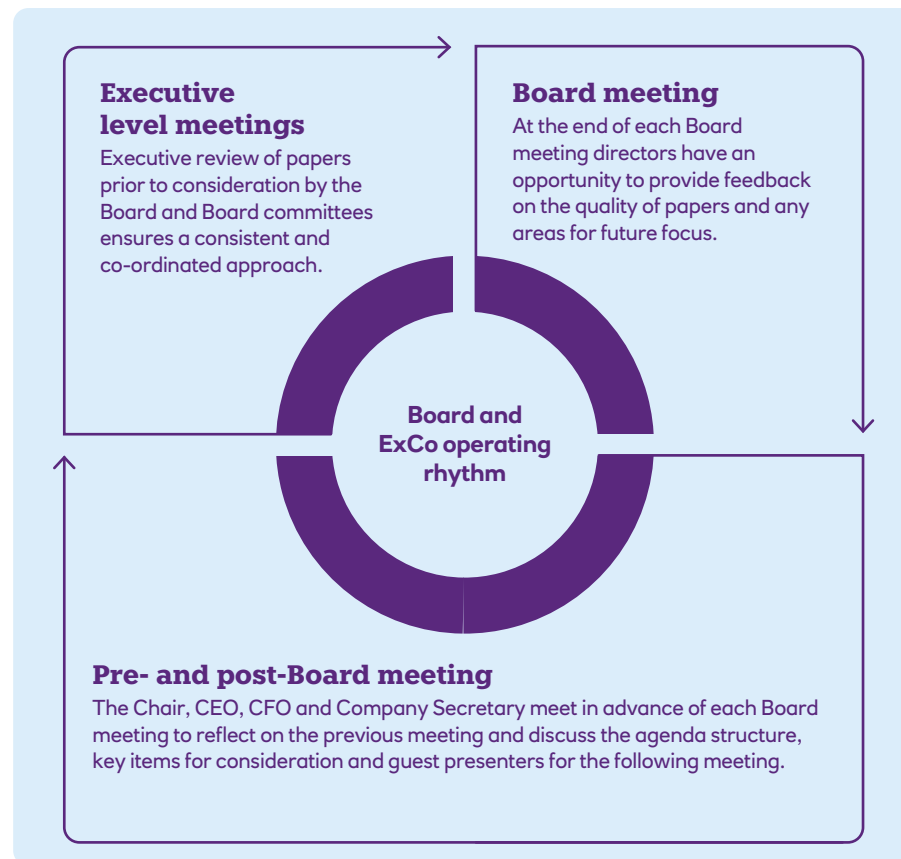 Executive
level meetings
Executive review of papers
prior to consideration by the
Board and Board committees
ensures a consistent and
co-ordinated approach.
Board meeting
At the end of each Board
meeting directors have an
opportunity to provide feedback
on the quality of papers and any
areas for future focus.
Board and
ExCo operating
rhythm
Pre- and post-Board meeting
The Chair, CEO, CFO and Company Secretary meet in advance of each Board
meeting to reflect on the previous meeting and discuss the agenda structure,
key items for consideration and guest presenters for the following meeting.